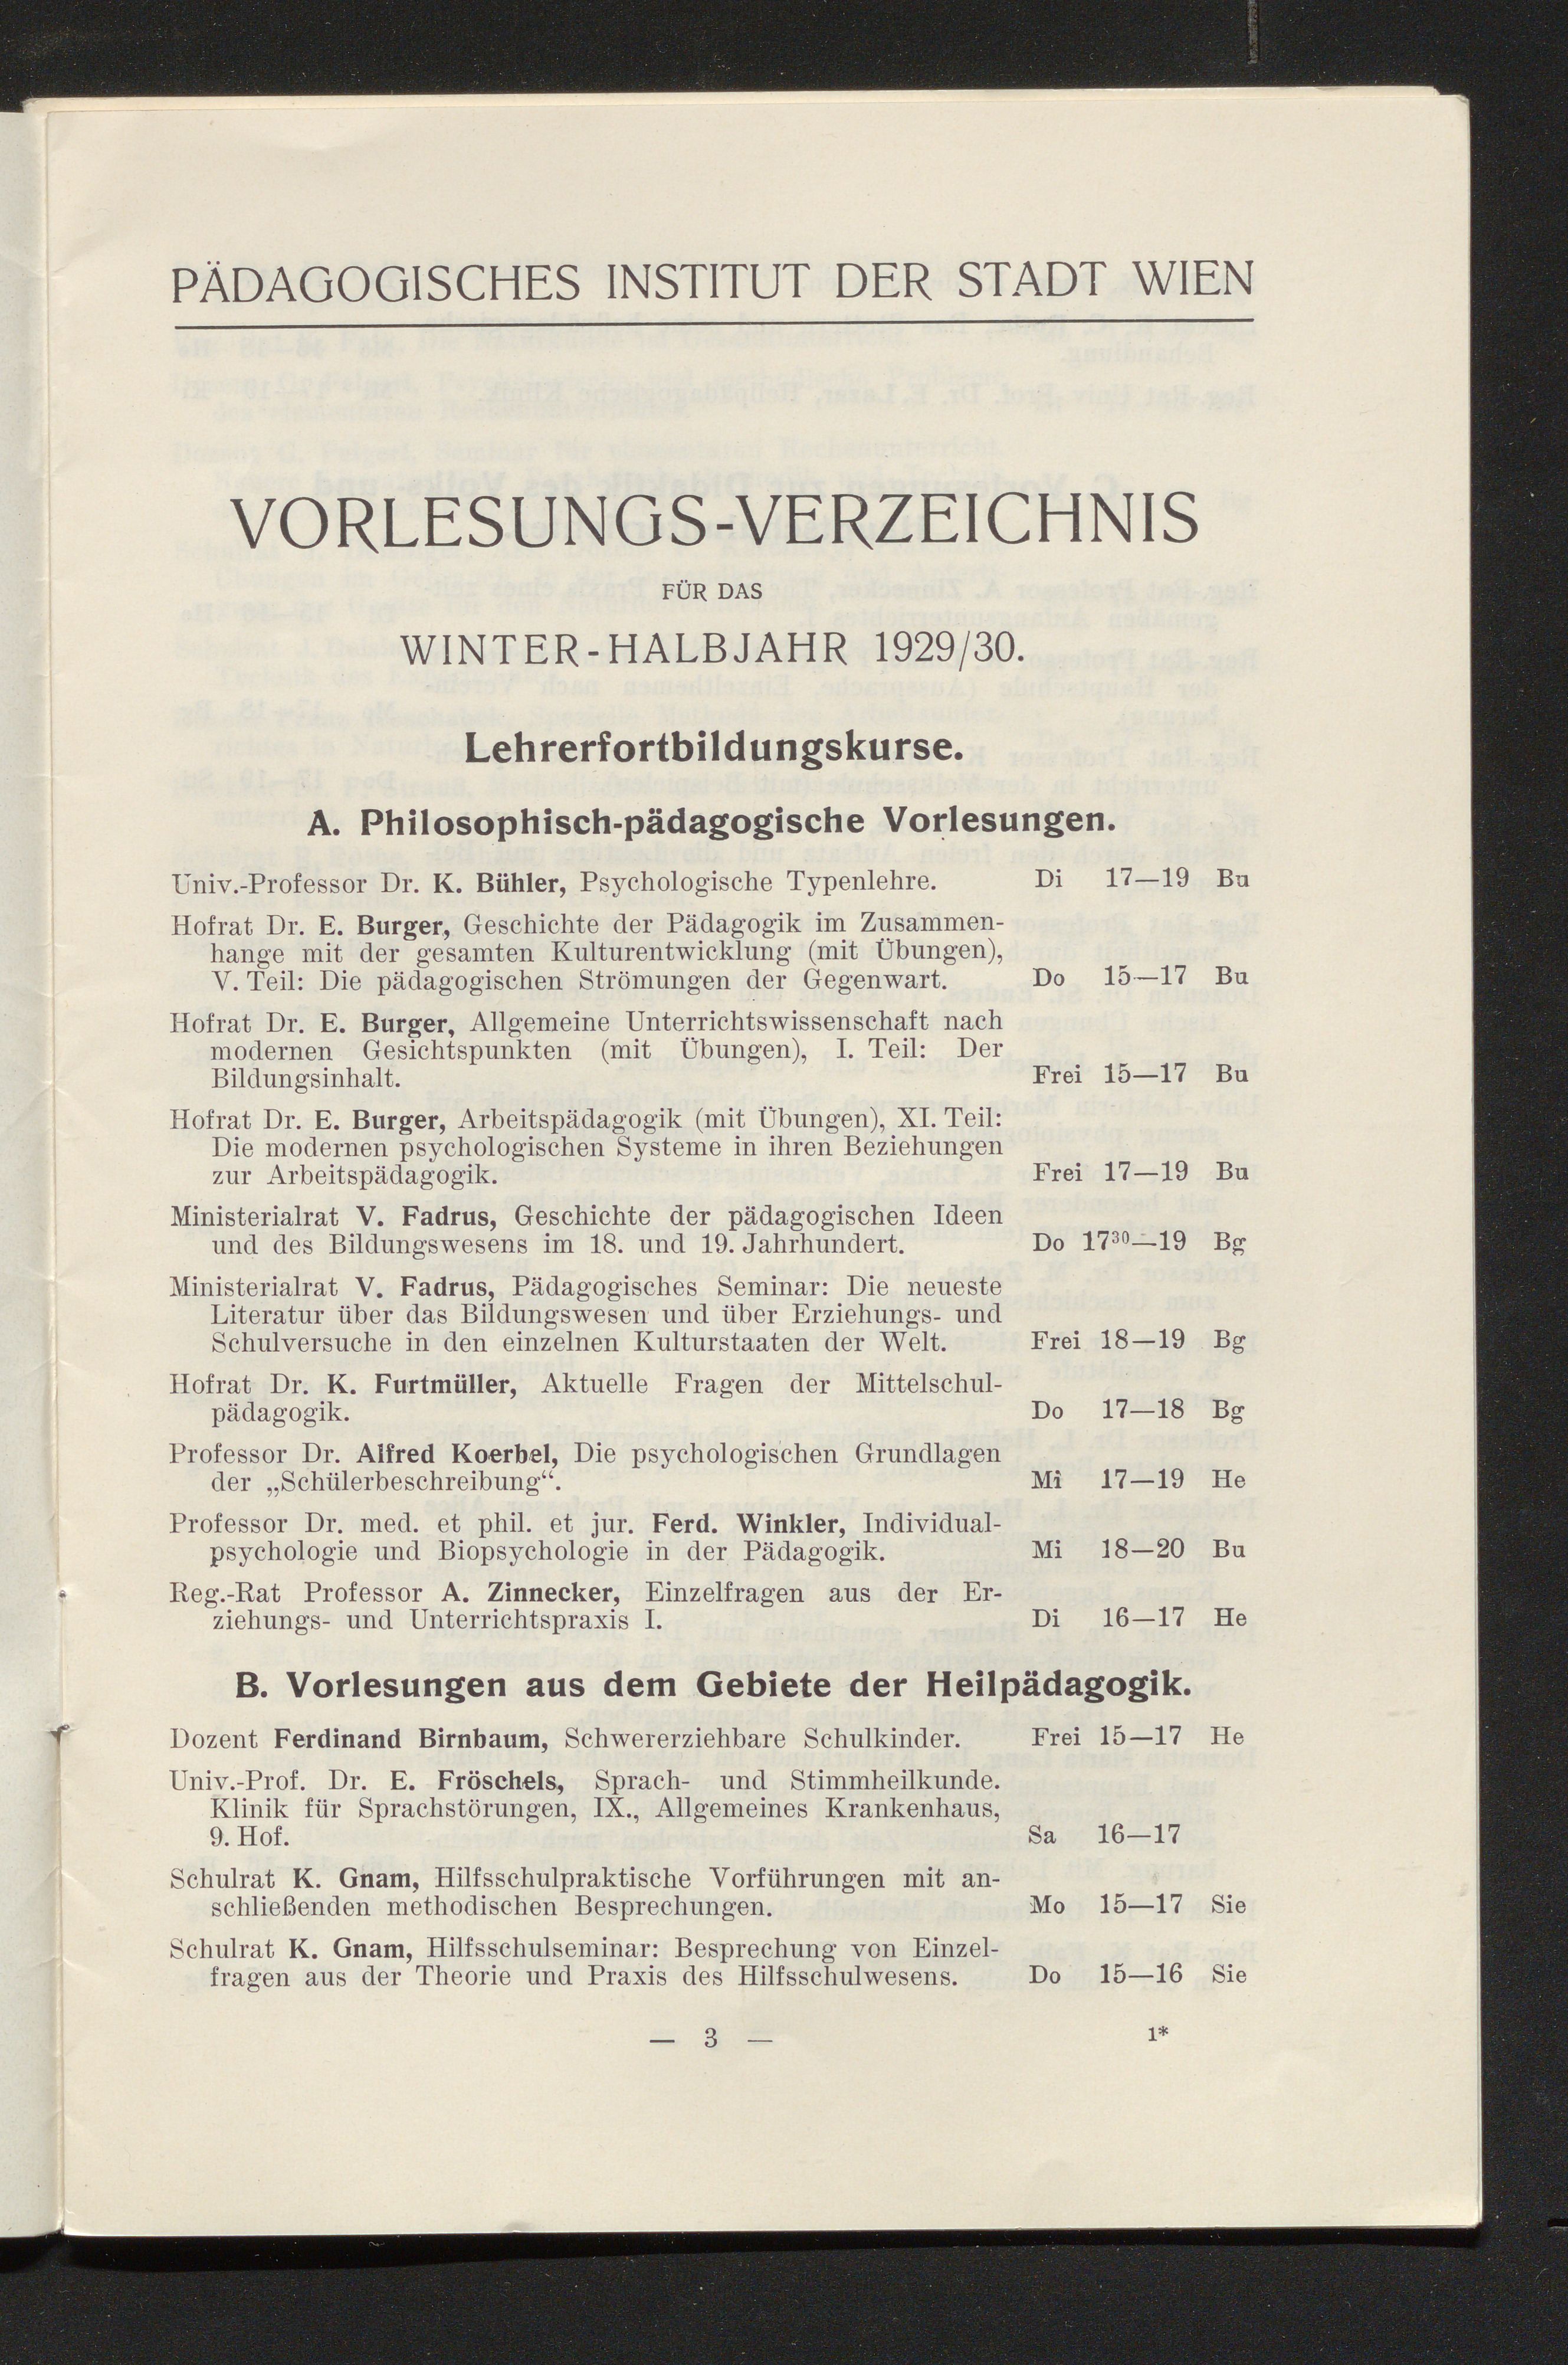 PÄDAGOGISCHES INSTITUT DER STADT WIEN
VORLESUNGS-VERZEICHNIS
FÜR DAS
WINTER-HALBJAHR 1929/30.
Lehrerfortbildungskurse.
A. Philosophisch-pädagogische Vorlesungen.
Univ.-Professor Dr. K. Bühler, Psychologische Typenlehre. Di 17—19 Bu
Hofrat Dr. E. Burger, Geschichte der Pädagogik im Zusammen-
hange mit der gesamten Kulturentwicklung (mit Übungen),
V. Teil: Die pädagogischen Strömungen der Gegenwart. Do 15—17 Bu
Hofrat Dr. E. Burger, Allgemeine Unterrichtswissenschaft nach
modernen Gesichtspunkten (mit Übungen), I. Teil: Der
Bildungsinhalt. Frei 15—17 Bu
Hofrat Dr. E. Burger, Arbeitspädagogik (mit Übungen), XI. Teil:
Die modernen psychologischen Systeme in ihren Beziehungen
zur Arbeitspädagogik. Frei 17—19 Bu
Ministerialrat V. Fadrus, Geschichte der pädagogischen Ideen
und des Bildungswesens im 18. und 19. Jahrhundert. Do 17³⁰—19 Bg
Ministerialrat V. Fadrus, Pädagogisches Seminar: Die neueste
Literatur über das Bildungswesen und über Erziehungs- und
Schulversuche in den einzelnen Kulturstaaten der Welt. Frei 18—19 Bg
Hofrat Dr. K. Furtmüller, Aktuelle Fragen der Mittelschul-
pädagogik. Do 17—18 Bg
Professor Dr. Alfred Koerbel, Die psychologischen Grundlagen
der „Schülerbeschreibung“. Mi 17—19 He
Professor Dr. med. et phil. et jur. Ferd. Winkler, Individual-
psychologie und Biopsychologie in der Pädagogik. Mi 18—20 Bu
Reg.-Rat Professor A. Zinnecker, Einzelfragen aus der Er-
ziehungs- und Unterrichtspraxis I. Di 16—17 He
B. Vorlesungen aus dem Gebiete der Heilpädagogik.
Dozent Ferdinand Birnbaum, Schwererziehbare Schulkinder. Frei 15—17 He
Univ.-Prof. Dr. E. Fröschels, Sprach- und Stimmheilkunde.
Klinik für Sprachstörungen, IX., Allgemeines Krankenhaus,
9. Hof. Sa 16—17
Schulrat K. Gnam, Hilfsschulpraktische Vorführungen mit an-
schließenden methodischen Besprechungen. Mo 15—17 Sie
Schulrat K. Gnam, Hilfsschulseminar: Besprechung von Einzel-
fragen aus der Theorie und Praxis des Hilfsschulwesens. Do 15—16 Sie
— 3 — 1*